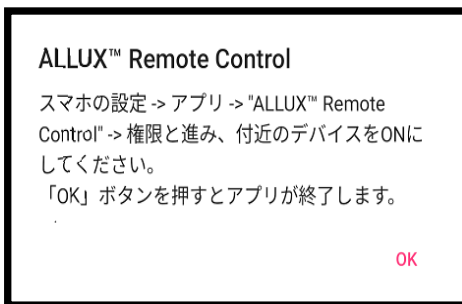 ALLUX™ Remote Control
スマホの設定 -> アプリ -> "ALLUX™ Remote
Control" -> 権限と進み、付近のデバイスをONに
してください。
「OK」ボタンを押すとアプリが終了します。
OK